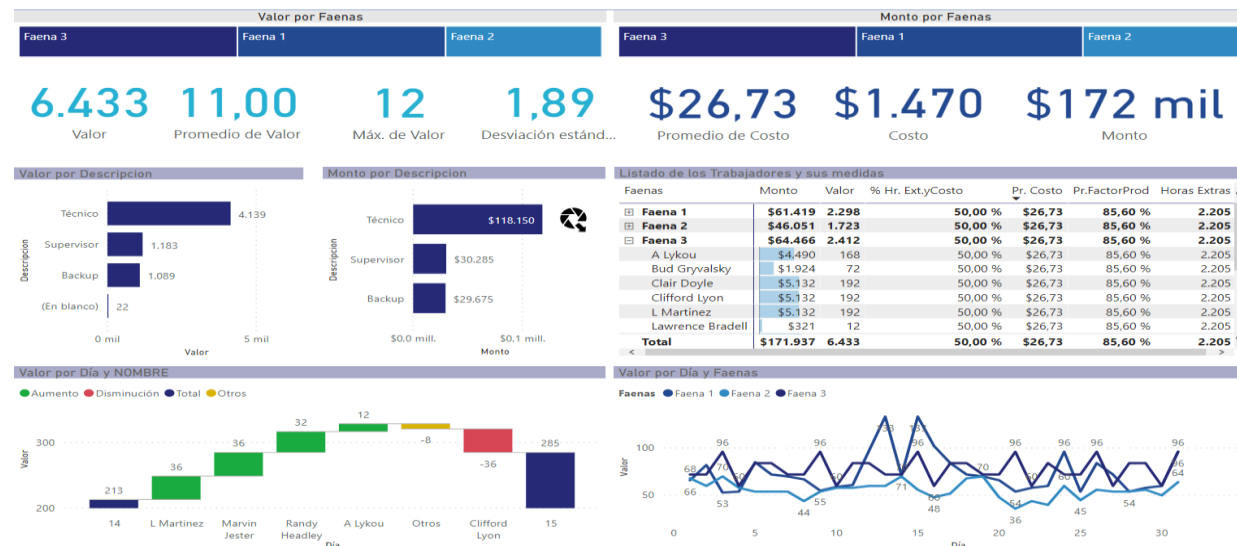 Valor por Faenas
Monto por Faenas
Faena 3
Faena 1
Faena 2
Faena 3
Faena 1
Faena 2
6.433
11,00
12
1,89
$26,73
$1.470
$172 mil
Valor
Promedio de Valor
Máx. de Valor
Desviación estánd...
Promedio de Costo
Costo
Monto
Valor por Descripcion
Descripcion
Técnico 4.139
Supervisor 1.183
Backup 1.089
(En blanco) 22
0 mil 5 mil
Valor
Monto por Descripcion
Descripcion
Técnico $118.150
Supervisor $30.285
Backup $29.675
$0,0 mill. $0,1 mill.
Monto
Listado de los Trabajadores y sus medidas
Faenas Monto Valor % Hr. Ext.yCosto Pr. Costo Pr.FactorProd Horas Extras
Faena 1 $61.419 2.298 50,00 % $26,73 85,60 % 2.205
Faena 2 $46.051 1.723 50,00 % $26,73 85,60 % 2.205
Faena 3 $64.466 2.412 50,00 % $26,73 85,60 % 2.205
A Lykou $4.490 168 50,00 % $26,73 85,60 % 2.205
Bud Gryvalsky $1.924 72 50,00 % $26,73 85,60 % 2.205
Clair Doyle $5.132 192 50,00 % $26,73 85,60 % 2.205
Clifford Lyon $5.132 192 50,00 % $26,73 85,60 % 2.205
L Martinez $5.132 192 50,00 % $26,73 85,60 % 2.205
Lawrence Bradell $321 12 50,00 % $26,73 85,60 % 2.205
Total $171.937 6.433 50,00 % $26,73 85,60 % 2.205
Valor por Día y NOMBRE
Aumento Disminución Total Otros
Valor
300
200
213
36
36
32
12
-8
-36
285
14 L Martinez Marvin Jester Randy Headley A Lykou Otros Clifford Lyon 15
Día
Valor por Día y Faenas
Faenas Faena 1 Faena 2 Faena 3
Valor
100
50
68
66
70
96
53
96
44
55
71
96
48
70
96
54
36
96
60
96
45
54
96
96
64
0 5 10 15 20 25 30
Día